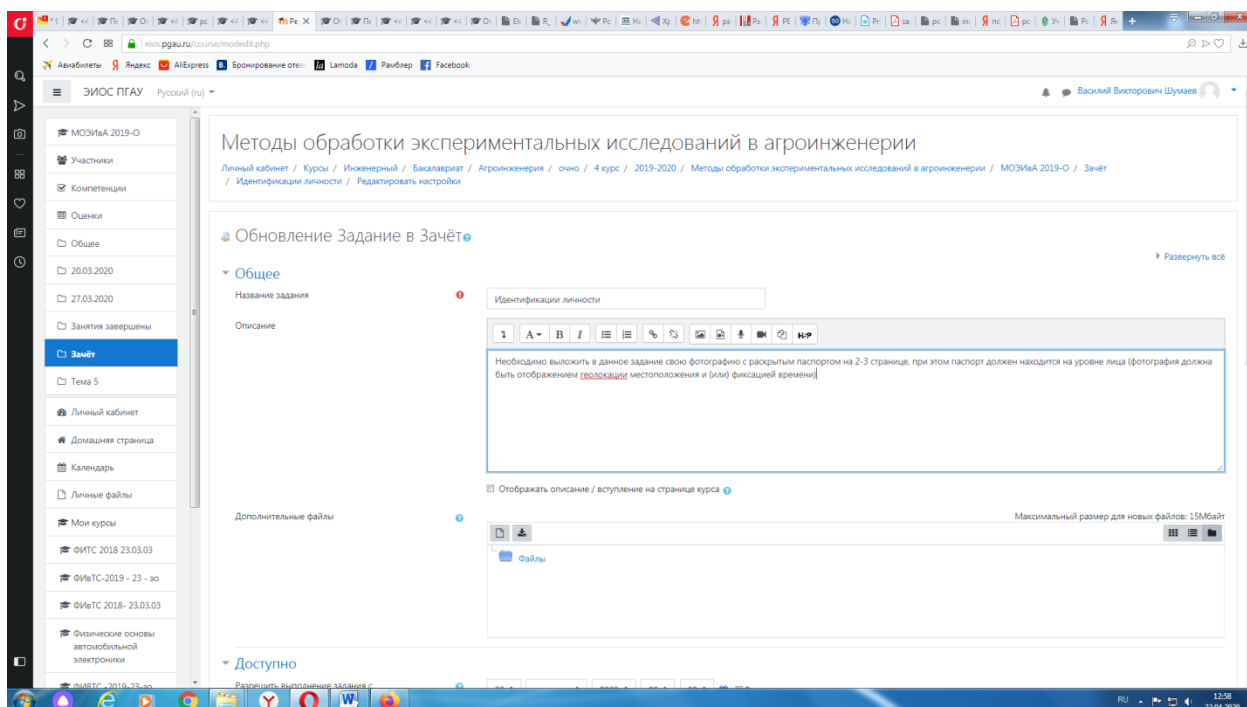 eios.pgau.ru/course/modedit.php
Авиабилеты Яндекс AliExpress Бронирование отел Lamoda Рамблер Facebook
ЭИОС ПГАУ Русский (ru)
Василий Викторович Шумаев
МОЭИвА 2019-О
Участники
Компетенции
Оценки
Общее
20.03.2020
27.03.2020
Занятия завершены
Зачёт
Тема 5
Личный кабинет
Домашняя страница
Календарь
Личные файлы
Мои курсы
ФИТС 2018 23.03.03
ФИвТС-2019 - 23 - зо
ФИвТС 2018- 23.03.03
Физические основы
автомобильной
электроники
Методы обработки экспериментальных исследований в агроинженерии
Личный кабинет / Курсы / Инженерный / Бакалавриат / Агроинженерия / очно / 4 курс / 2019-2020 / Методы обработки экспериментальных исследований в агроинженерии / МОЭИвА 2019-О / Зачёт
/ Идентификации личности / Редактировать настройки
Обновление Задание в Зачёт
Развернуть всё
Общее
Название задания
Идентификации личности
Описание
A B I H-P
Необходимо выложить в данное задание свою фотографию с раскрытым паспортом на 2-3 странице, при этом паспорт должен находится на уровне лица (фотография должна
быть отображением геолокации местоположения и (или) фиксацией времени)
Отображать описание / вступление на странице курса
Дополнительные файлы
Максимальный размер для новых файлов: 15Мбайт
Файлы
Доступно
Разрешить выполнение задания с
RU 12:58